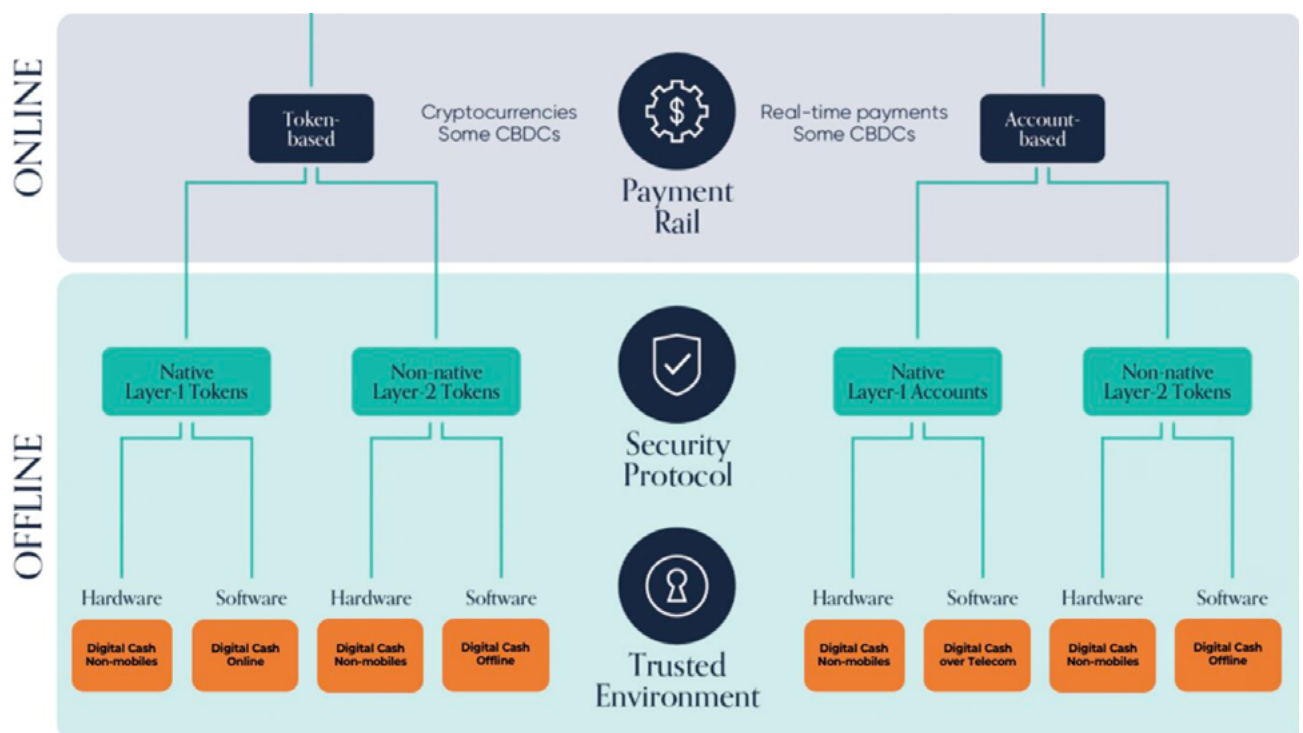 ONLINE
Token-
based
Cryptocurrencies
Some CBDCs
$
Payment
Rail
Real-time payments
Some CBDCs
Account-
based
OFFLINE
Native
Layer-1 Tokens
Non-native
Layer-2 Tokens
Security
Protocol
Native
Layer-1 Accounts
Non-native
Layer-2 Tokens
Hardware
Software
Hardware
Software
Trusted
Environment
Hardware
Software
Hardware
Software
Digital Cash
Non-mobiles
Digital Cash
Online
Digital Cash
Non-mobiles
Digital Cash
Offline
Digital Cash
Non-mobiles
Digital Cash
over Telecom
Digital Cash
Non-mobiles
Digital Cash
Offline